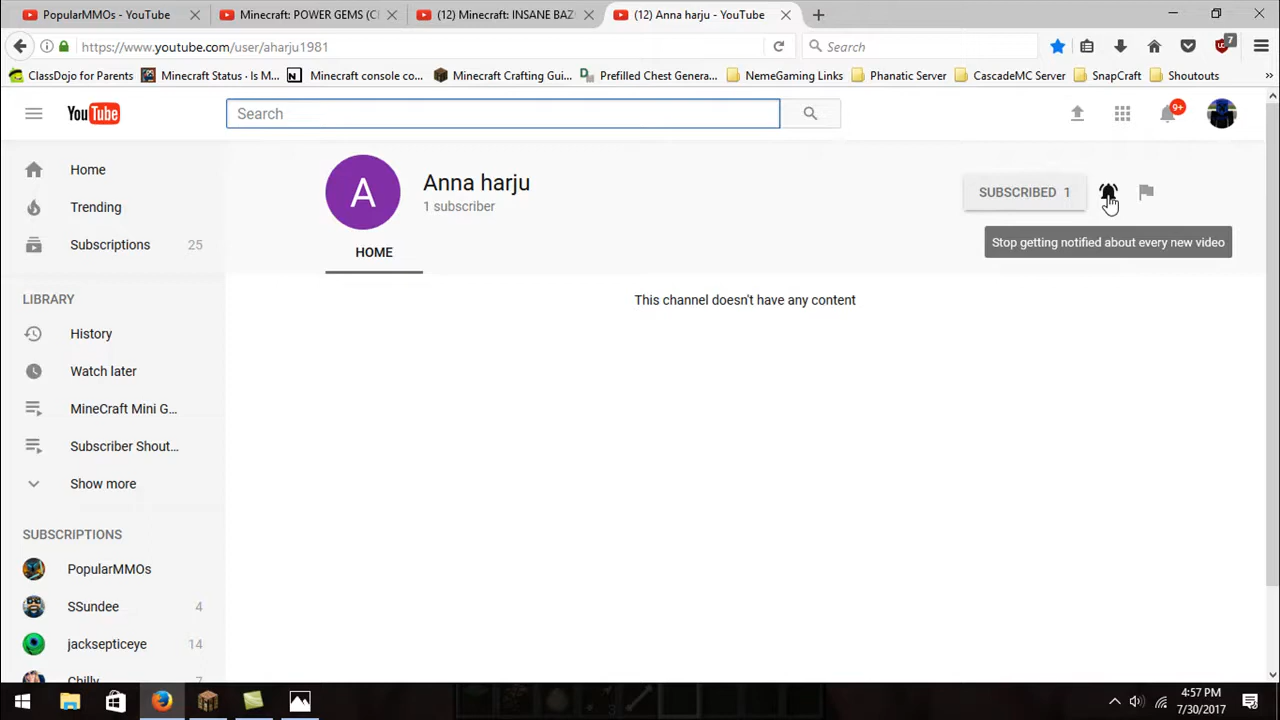 PopularMMOs - YouTube
Minecraft: POWER GEMS (C
(12) Minecraft: INSANE BAZ
(12) Anna harju - YouTube
https://www.youtube.com/user/aharju1981
Search
7
ClassDojo for Parents
Minecraft Status · Is M...
N
Minecraft console co...
Minecraft Crafting Gui...
Prefilled Chest Genera...
NemeGaming Links
Phanatic Server
CascadeMC Server
SnapCraft
Shoutouts
YouTube
Search
9+
Home
Trending
Subscriptions 25
LIBRARY
History
Watch later
MineCraft Mini G...
Subscriber Shout...
Show more
SUBSCRIPTIONS
PopularMMOs
SSundee 4
jacksepticeye 14
Chilly 7
A
Anna harju
1 subscriber
HOME
SUBSCRIBED 1
Stop getting notified about every new video
This channel doesn't have any content
4:57 PM
7/30/2017